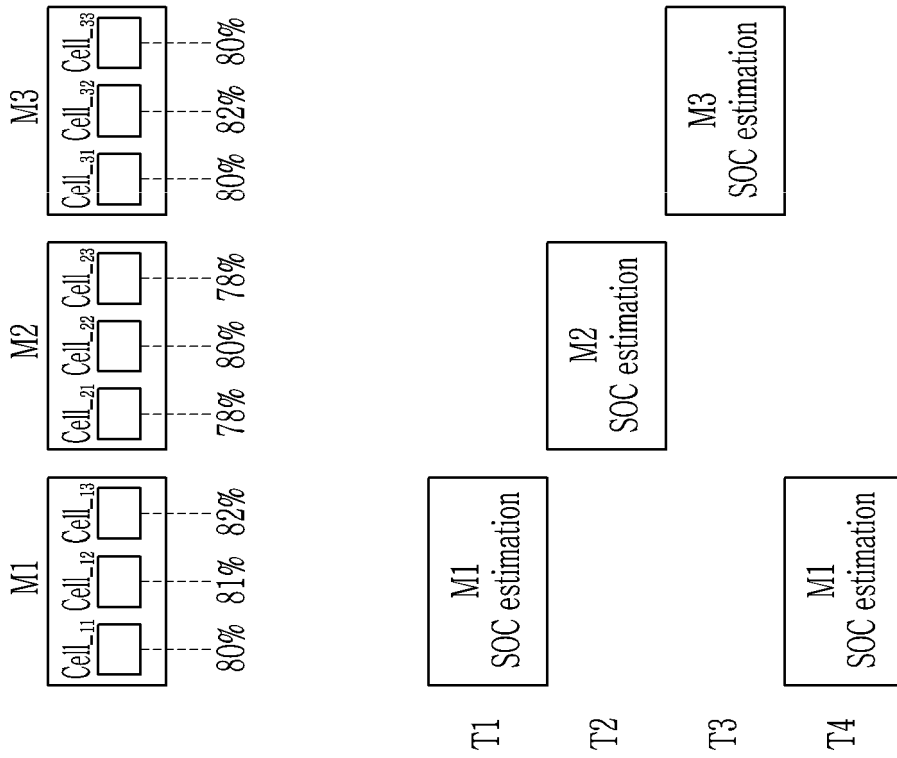 M1 M2 M3
Cell_11 Cell_12 Cell_13 Cell_21 Cell_22 Cell_23 Cell_31 Cell_32 Cell_33
80% 81% 82% 78% 80% 78% 80% 82% 80%
T1
M1
SOC estimation
T2
M2
SOC estimation
T3
M3
SOC estimation
T4
M1
SOC estimation